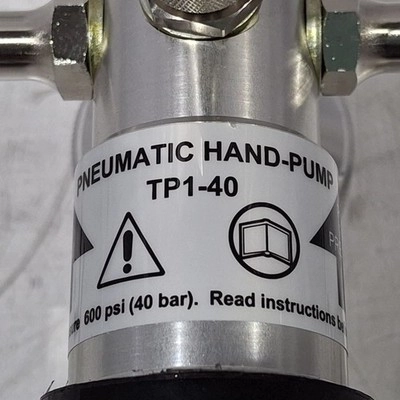 PNEUMATIC HAND-PUMP
TP1-40
600 psi (40 bar). Read instructions